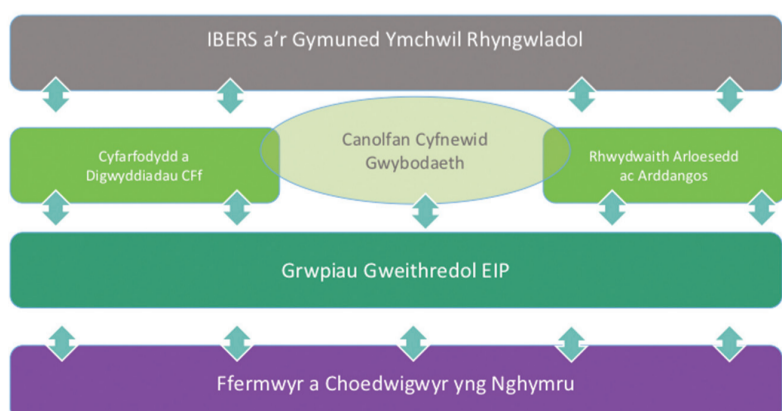 IBERS a'r Gymuned Ymchwil Rhyngwladol
Cyfarfodydd a
Digwyddiadau CFf
Canolfan Cyfnewid
Gwybodaeth
Rhwydwaith Arloesedd
ac Arddangos
Grwpiau Gweithredol EIP
Ffermwyr a Choedwigwyr yng Nghymru